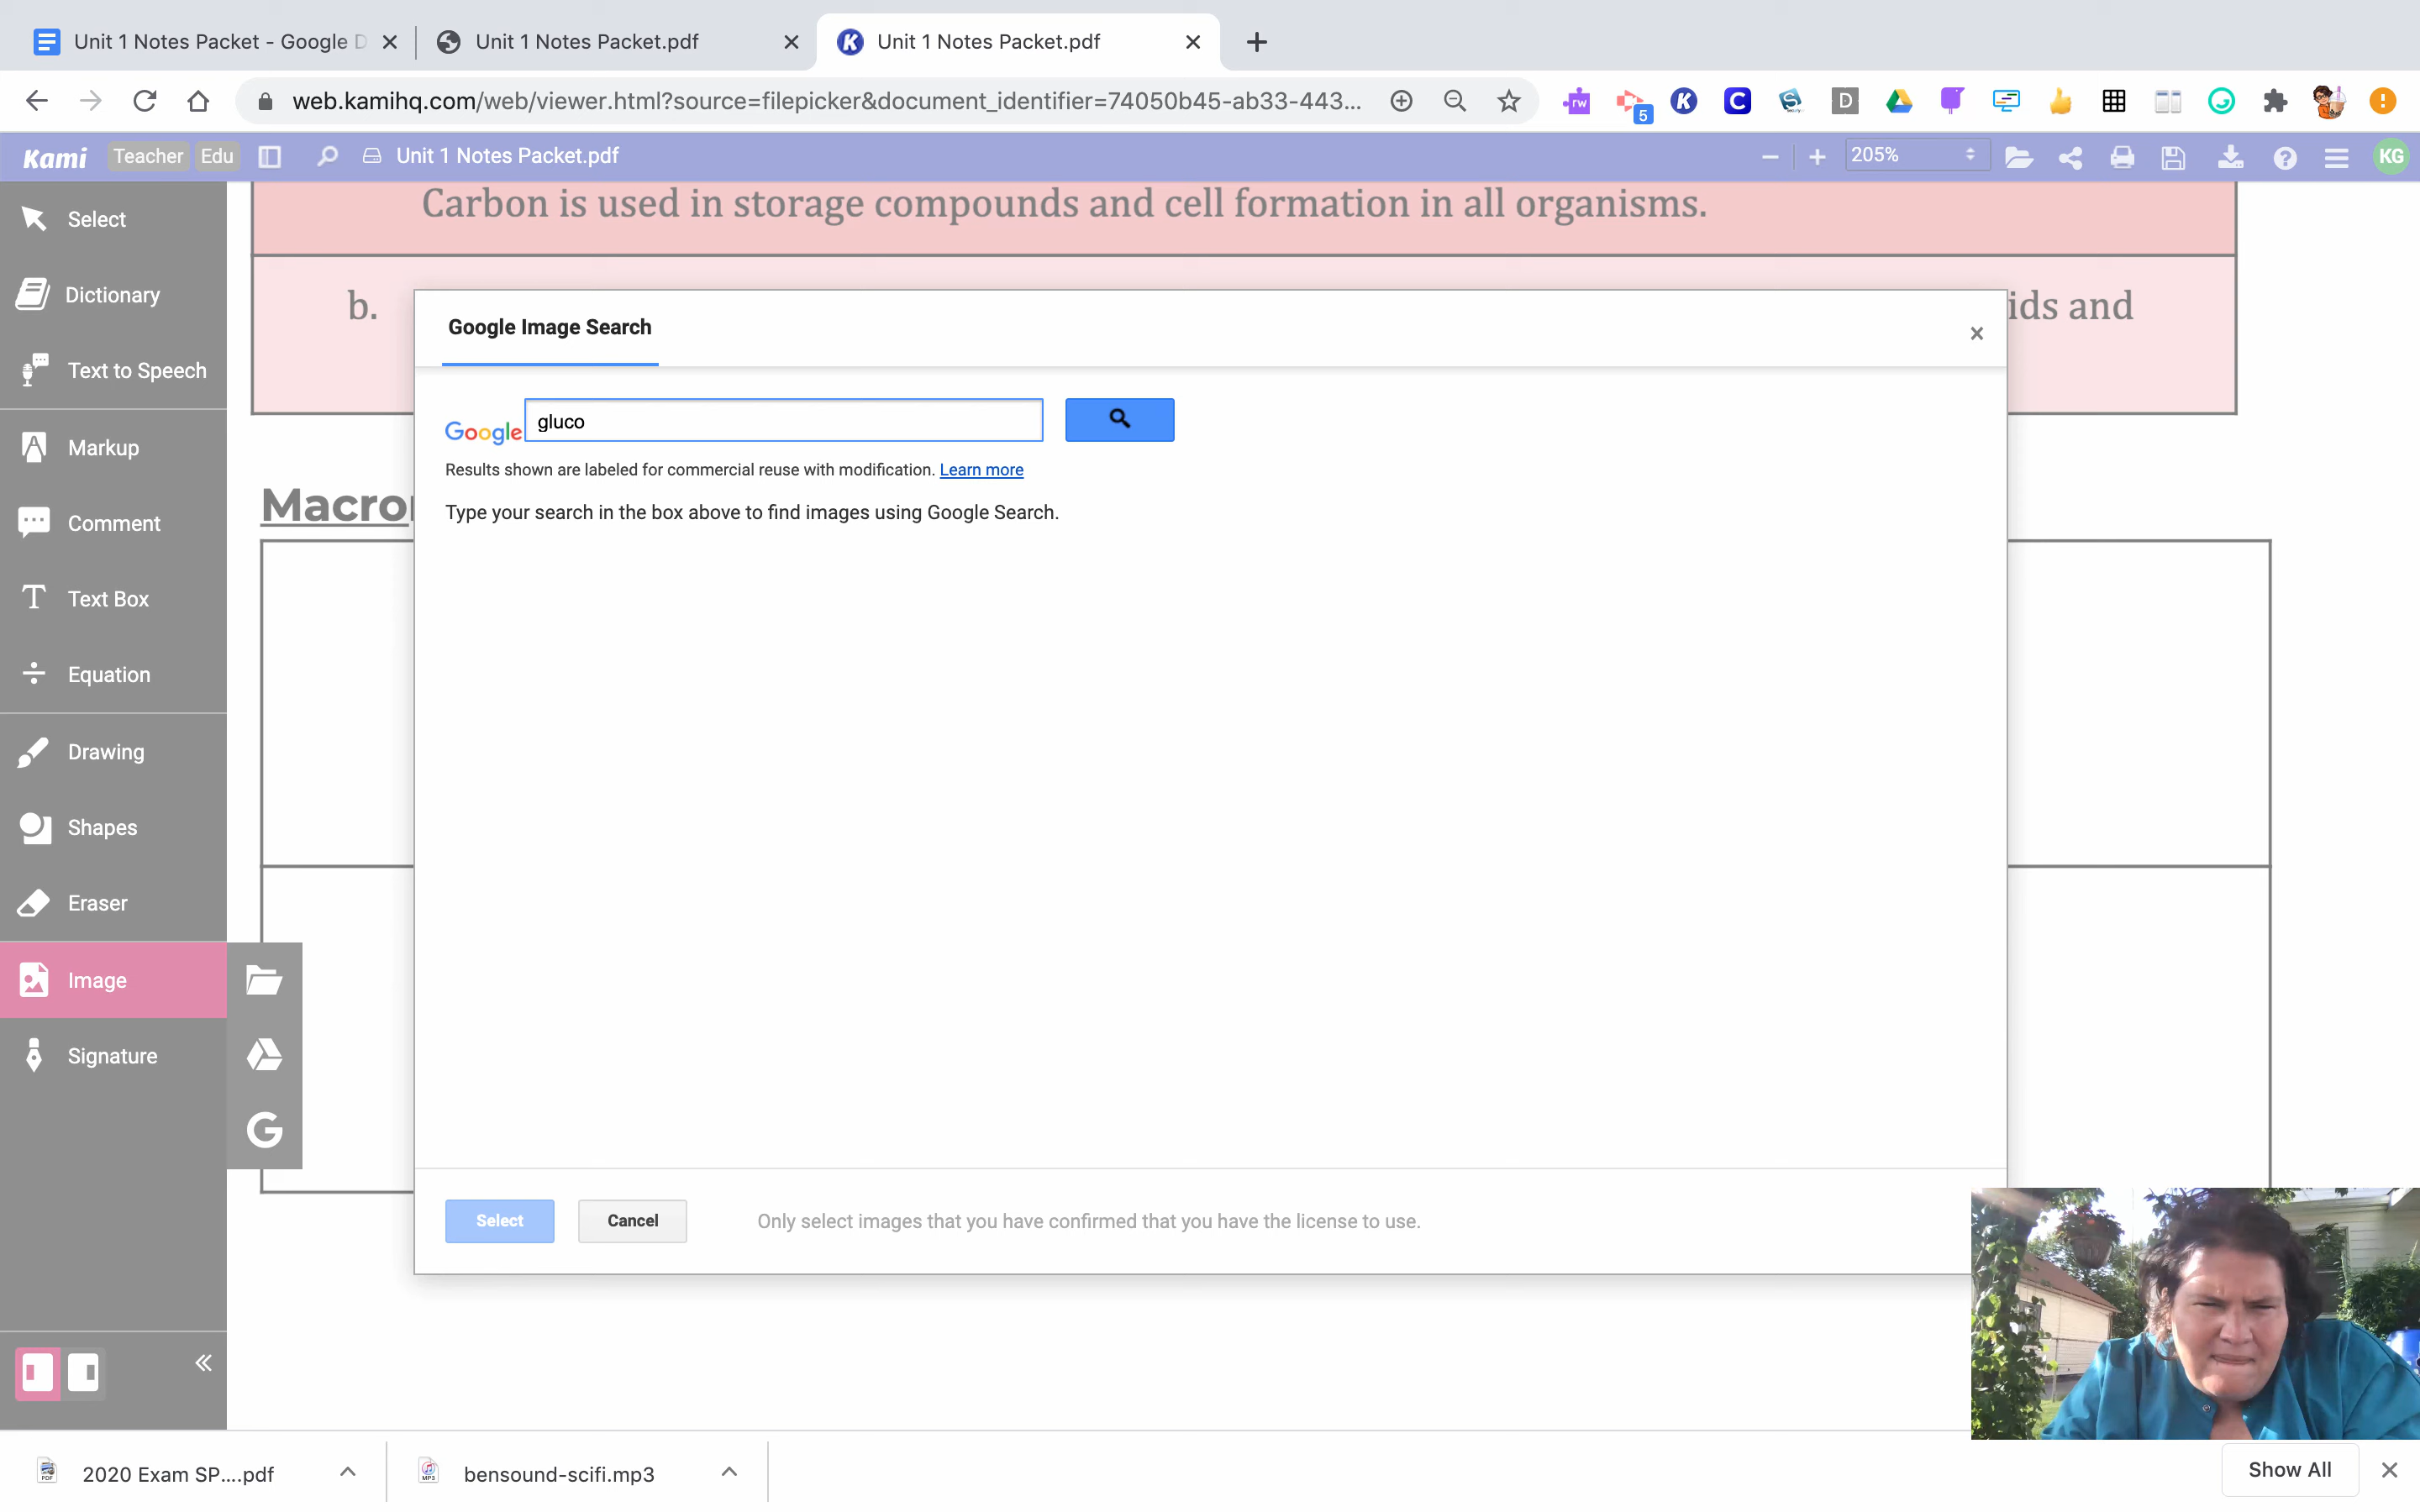 Unit 1 Notes Packet - Google D
Unit 1 Notes Packet.pdf
Unit 1 Notes Packet.pdf
web.kamihq.com/web/viewer.html?source=filepicker&document_identifier=74050b45-ab33-443...
rw
5
K
C
D
Kami Teacher Edu
Unit 1 Notes Packet.pdf
205%
KG
Select
Dictionary
Text to Speech
Markup
Comment
Text Box
Equation
Drawing
Shapes
Eraser
Image
Signature
Carbon is used in storage compounds and cell formation in all organisms.
b.
ids and
Google Image Search
Google
gluco
Results shown are labeled for commercial reuse with modification. Learn more
Type your search in the box above to find images using Google Search.
Select
Cancel
Only select images that you have confirmed that you have the license to use.
2020 Exam SP....pdf
bensound-scifi.mp3
Show All